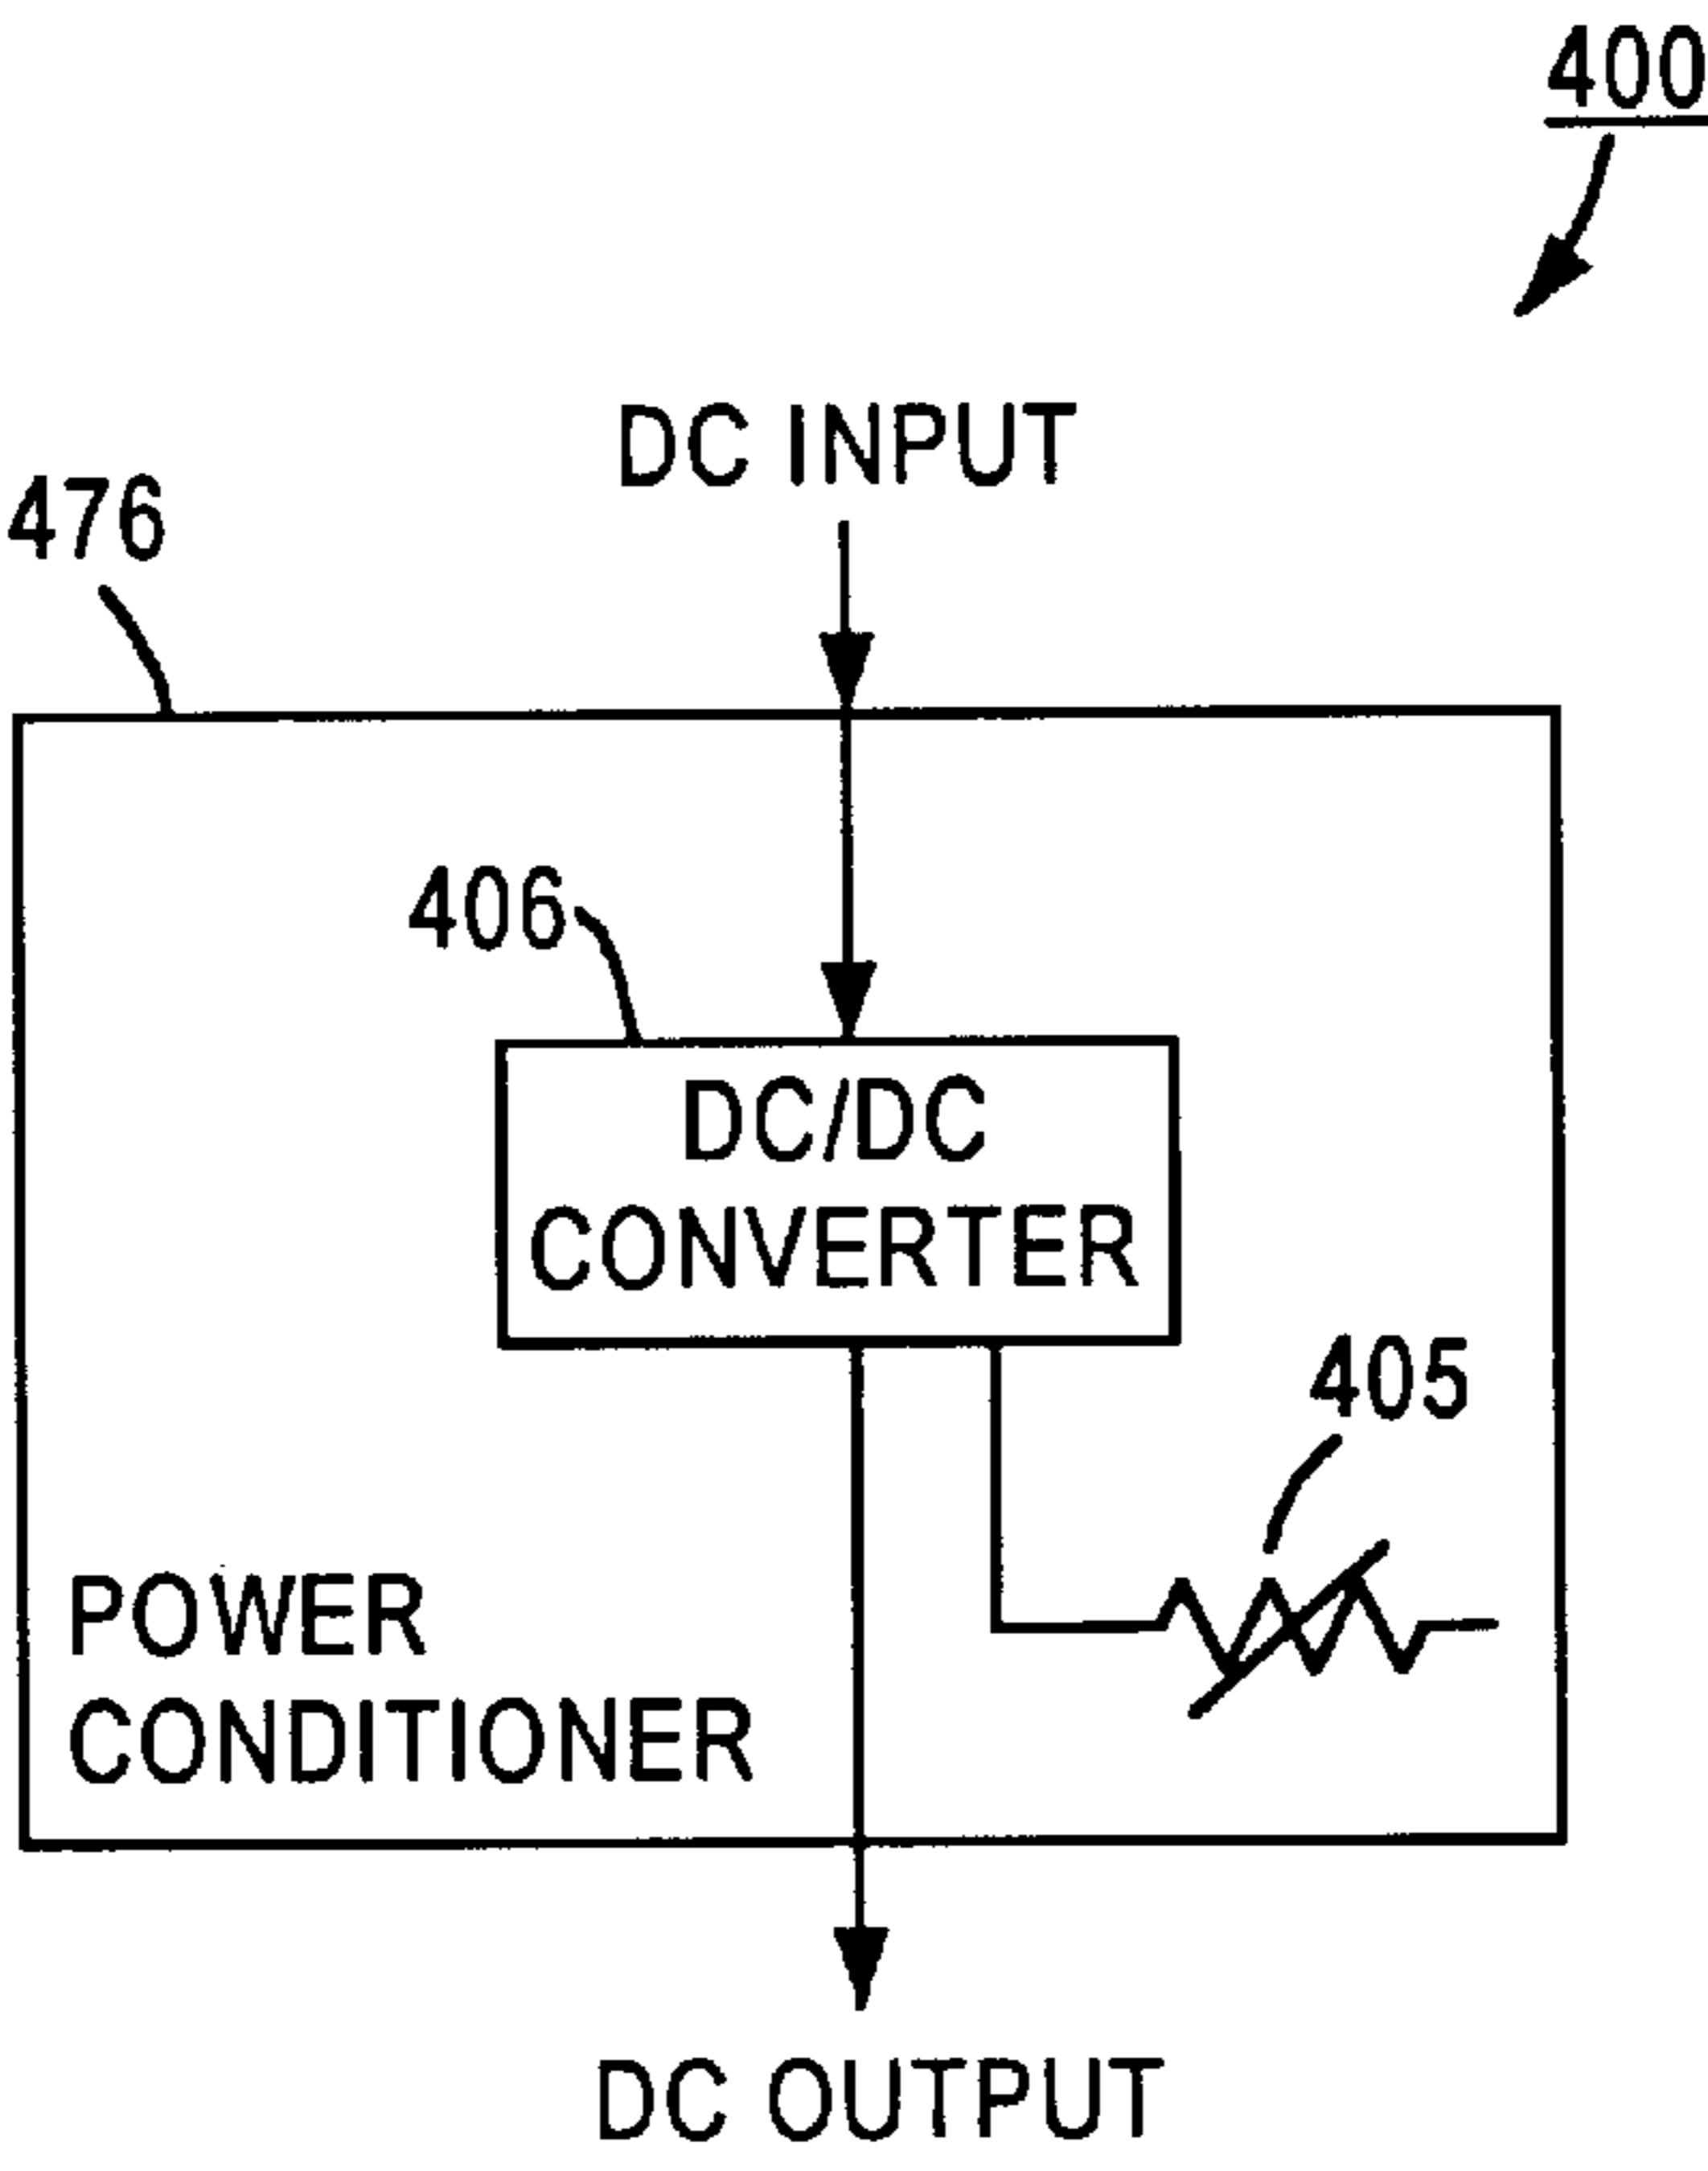 400
DC INPUT
476
406
DC/DC
CONVERTER
405
POWER
CONDITIONER
DC OUTPUT